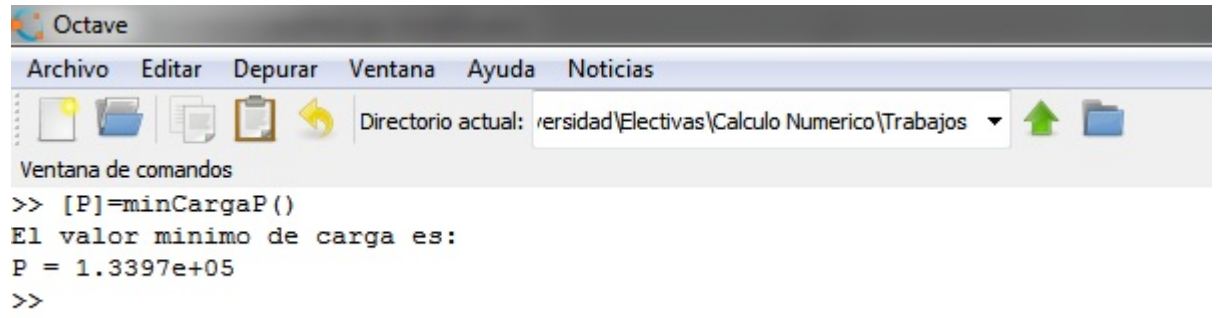 Octave
Archivo Editar Depurar Ventana Ayuda Noticias
Directorio actual: versidad\Electivas\Calculo Numerico\Trabajos
Ventana de comandos
>> [P]=minCargaP()
El valor minimo de carga es:
P = 1.3397e+05
>>